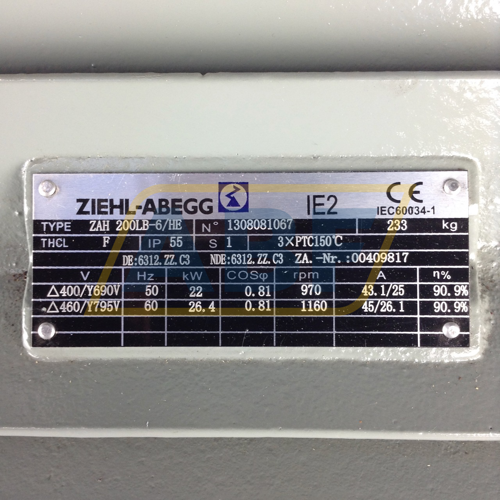 ZIEHL-ABEGG IE2 CE
IEC60034-1
TYPE ZAH 200LB-6/HE N° 1308081067 233 kg
THCL F IP 55 S 1 3×PTC150℃
DE:6312.ZZ.C3 NDE:6312.ZZ.C3 ZA.-Nr.:00409817
V Hz kW COSφ rpm A η
△400/Y690V 50 22 0.81 970 43.1/25 90.9%
△460/Y795V 60 26.4 0.81 1160 45/26.1 90.9%